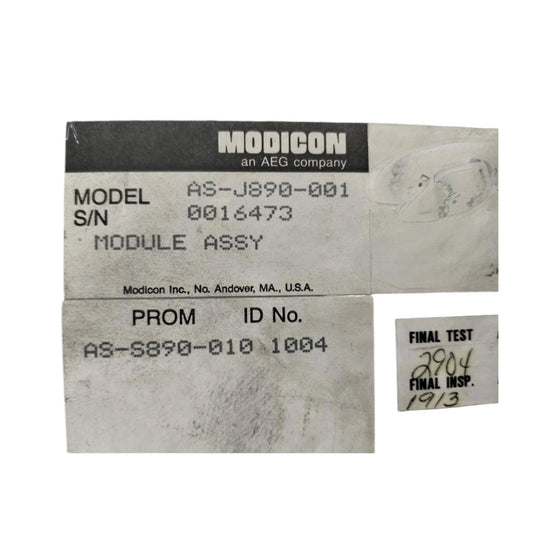 MODICON
an AEG company
MODEL AS-J890-001
S/N 0016473
MODULE ASSY
Modicon Inc., No. Andover, MA., U.S.A.
PROM ID No.
AS-S890-010 1004
FINAL TEST
2904
FINAL INSP.
1913